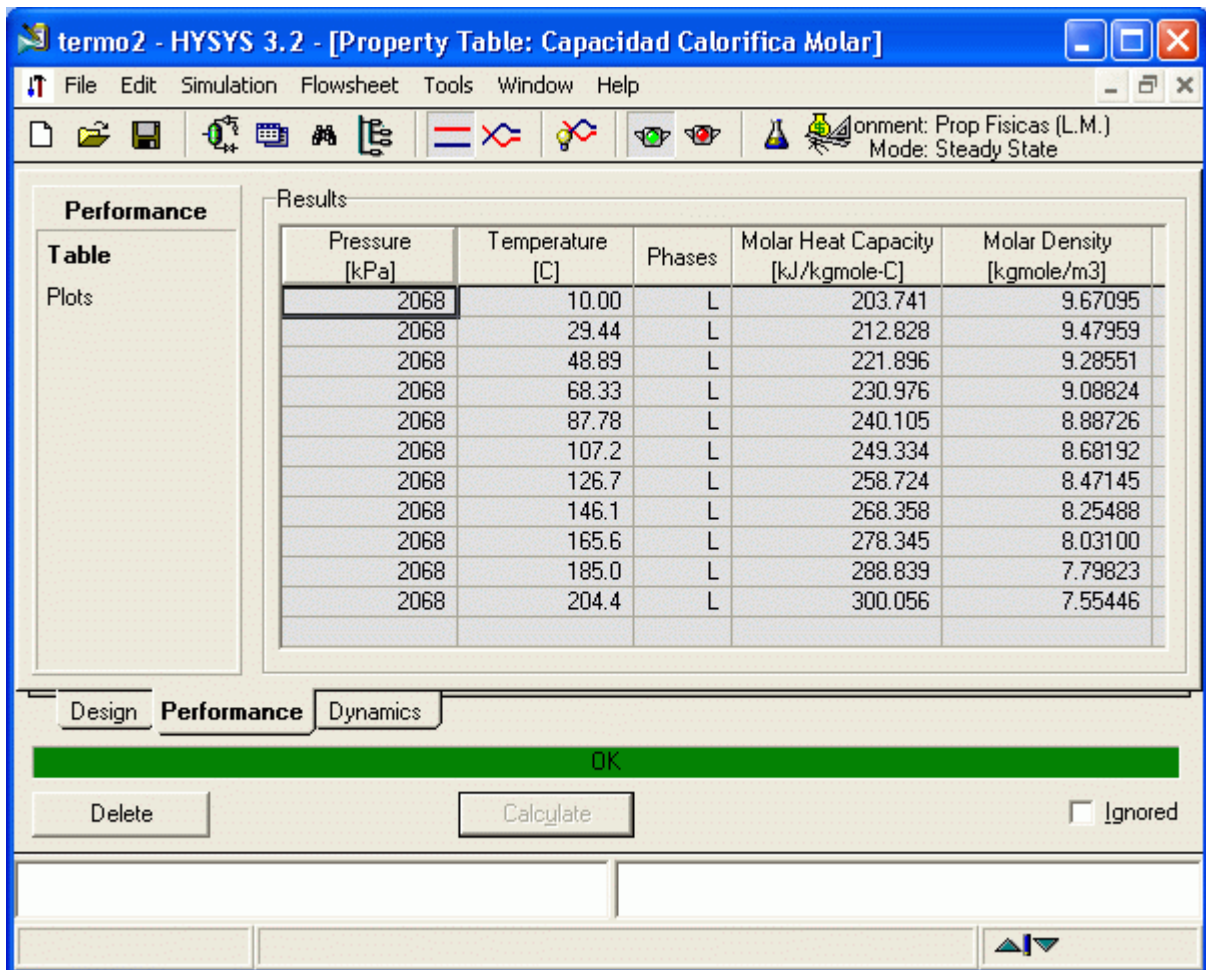 termo2 - HYSYS 3.2 - [Property Table: Capacidad Calorifica Molar]
File Edit Simulation Flowsheet Tools Window Help
onment: Prop Fisicas (L.M.)
Mode: Steady State
Performance
Table
Plots
Results
Pressure [kPa] Temperature [C] Phases Molar Heat Capacity [kJ/kgmole-C] Molar Density [kgmole/m3]
2068 10.00 L 203.741 9.67095
2068 29.44 L 212.828 9.47959
2068 48.89 L 221.896 9.28551
2068 68.33 L 230.976 9.08824
2068 87.78 L 240.105 8.88726
2068 107.2 L 249.334 8.68192
2068 126.7 L 258.724 8.47145
2068 146.1 L 268.358 8.25488
2068 165.6 L 278.345 8.03100
2068 185.0 L 288.839 7.79823
2068 204.4 L 300.056 7.55446
Design Performance Dynamics
OK
Delete Calculate Ignored